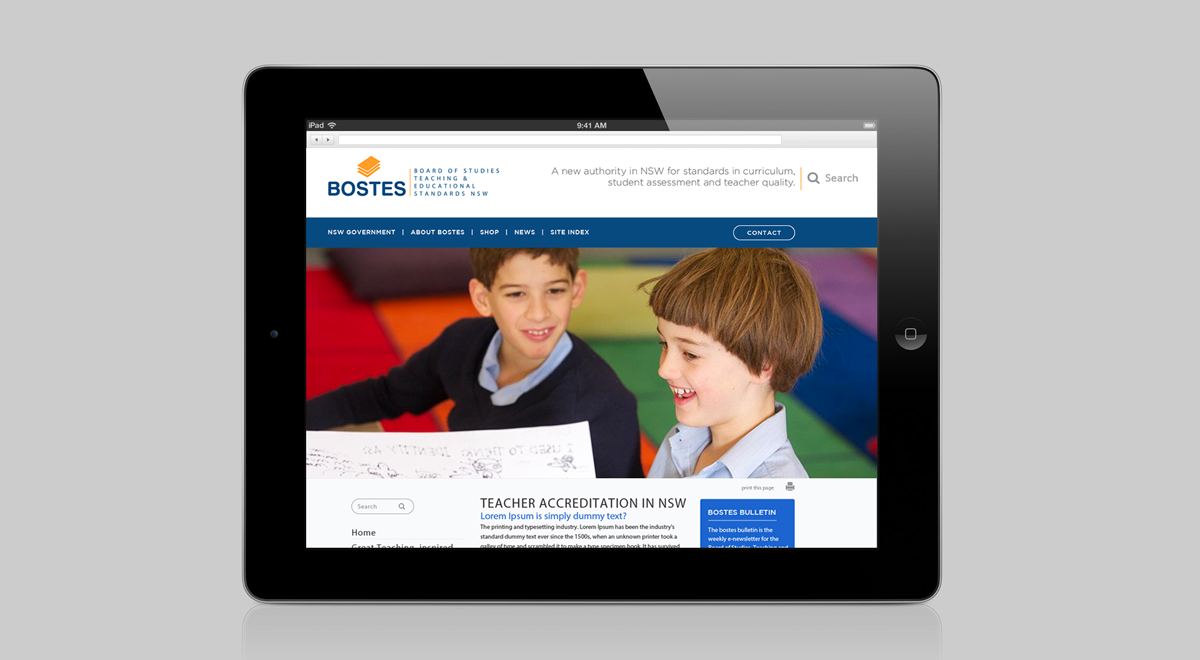 iPad
9:41 AM
BOSTES
BOARD OF STUDIES
TEACHING &
EDUCATIONAL
STANDARDS NSW
A new authority in NSW for standards in curriculum,
student assessment and teacher quality.
Search
NSW GOVERNMENT | ABOUT BOSTES | SHOP | NEWS | SITE INDEX
CONTACT
I USED TO THINK: IDENTITY AS
print this page
Search
Home
Great Teaching, inspired
TEACHER ACCREDITATION IN NSW
Lorem Ipsum is simply dummy text?
The printing and typesetting industry. Lorem Ipsum has been the industry's
standard dummy text ever since the 1500s, when an unknown printer took a
galley of type and scrambled it to make a type specimen book. It has survived
BOSTES BULLETIN
The bostes bulletin is the
weekly e-newsletter for the
Board of Studies, Teaching and